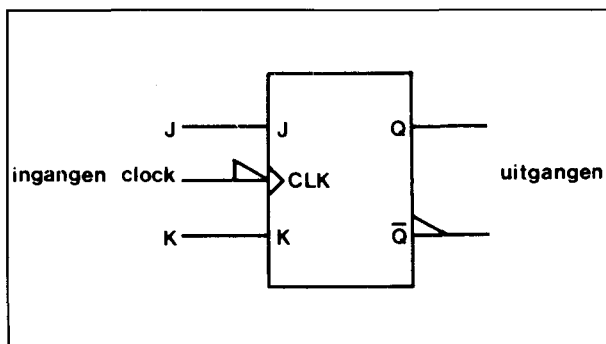 J J Q
ingangen clock CLK uitgangen
K K Q̅